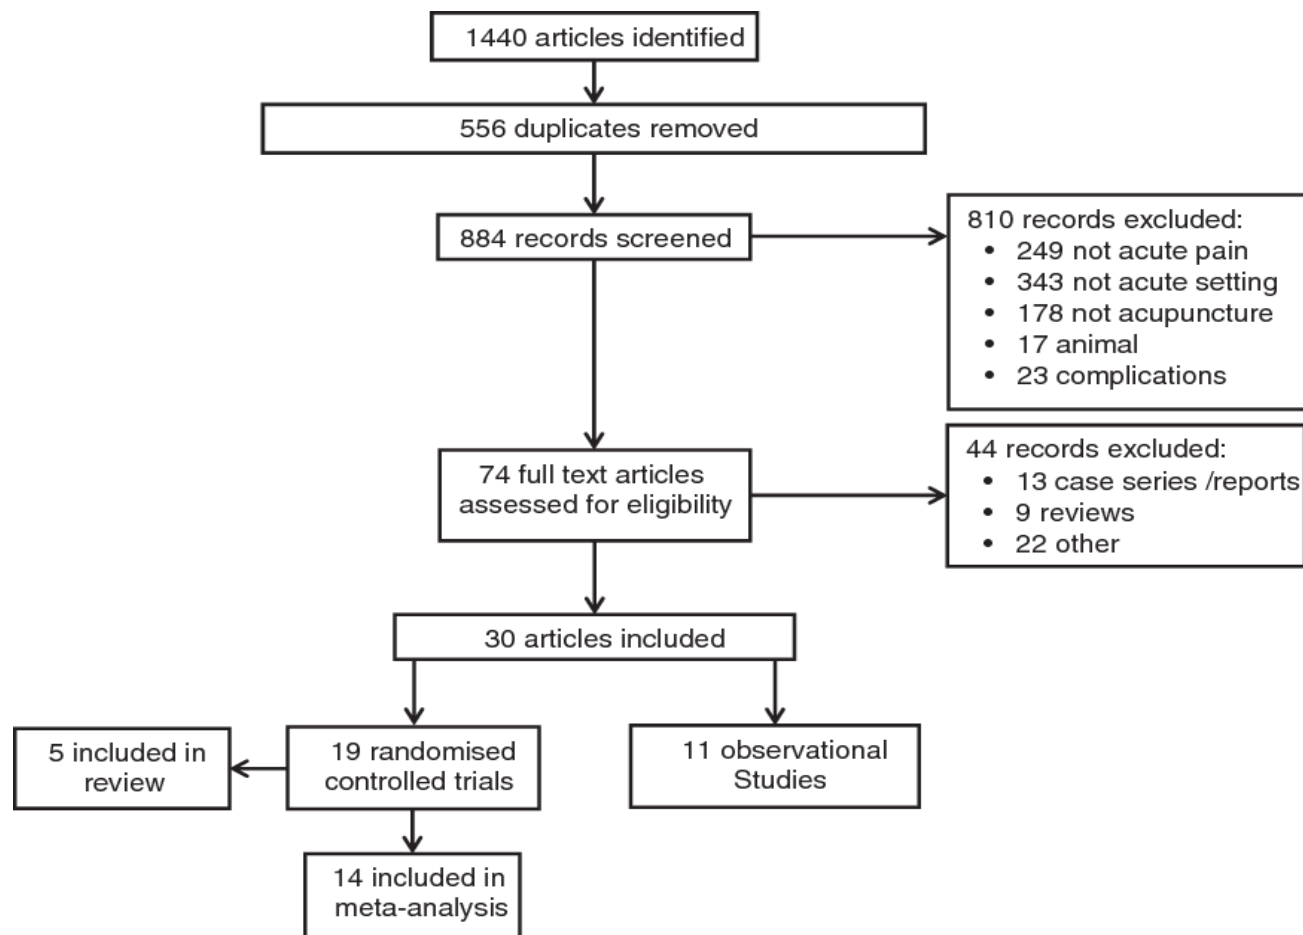 1440 articles identified
556 duplicates removed
884 records screened
810 records excluded:
• 249 not acute pain
• 343 not acute setting
• 178 not acupuncture
• 17 animal
• 23 complications
74 full text articles
assessed for eligibility
44 records excluded:
• 13 case series /reports
• 9 reviews
• 22 other
30 articles included
5 included in
review
19 randomised
controlled trials
11 observational
Studies
14 included in
meta-analysis